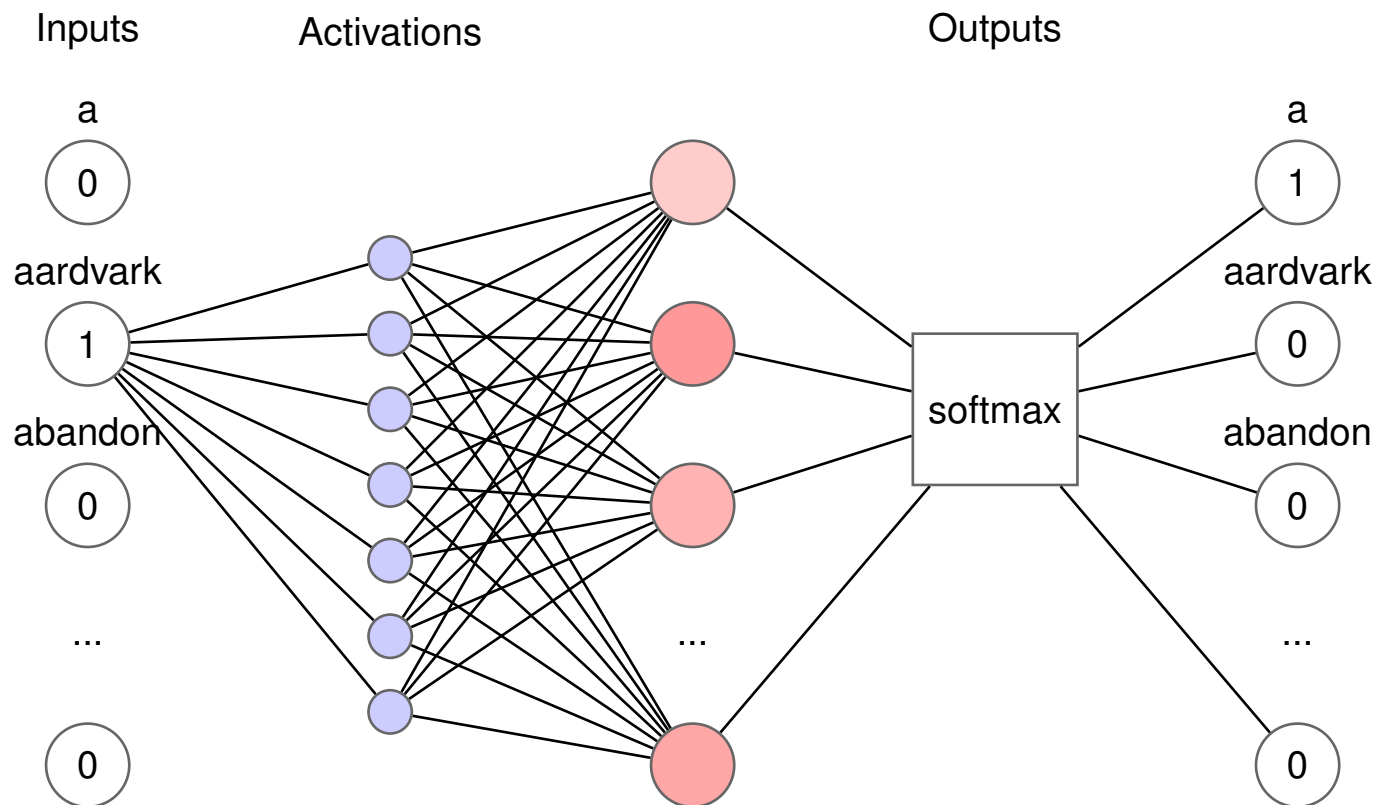 Inputs
Activations
Outputs
a
0
aardvark
1
abandon
0
...
0
...
softmax
a
1
aardvark
0
abandon
0
...
0